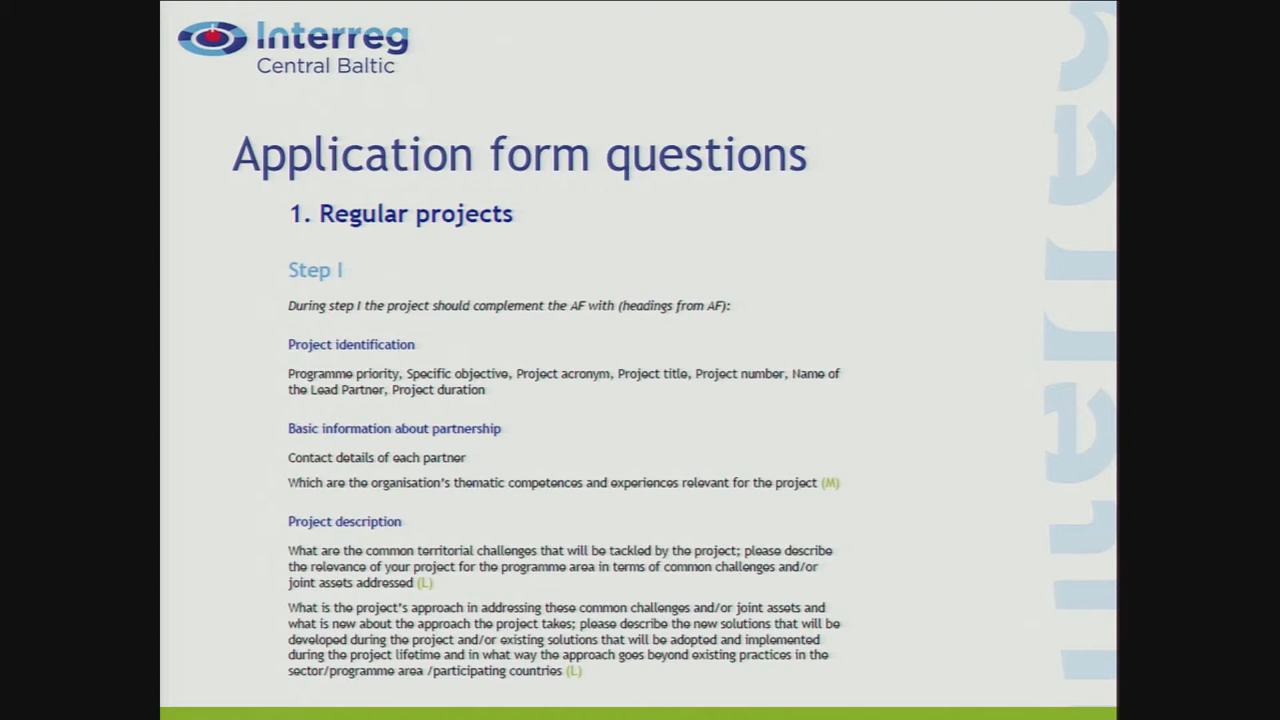 Interreg
Central Baltic
Application form questions
1. Regular projects
Step I
During step I the project should complement the AF with (headings from AF):
Project identification
Programme priority, Specific objective, Project acronym, Project title, Project number, Name of
the Lead Partner, Project duration
Basic information about partnership
Contact details of each partner
Which are the organisation's thematic competences and experiences relevant for the project (M)
Project description
What are the common territorial challenges that will be tackled by the project; please describe
the relevance of your project for the programme area in terms of common challenges and/or
joint assets addressed (L)
What is the project's approach in addressing these common challenges and/or joint assets and
what is new about the approach the project takes; please describe the new solutions that will be
developed during the project and/or existing solutions that will be adopted and implemented
during the project lifetime and in what way the approach goes beyond existing practices in the
sector/programme area /participating countries (L)